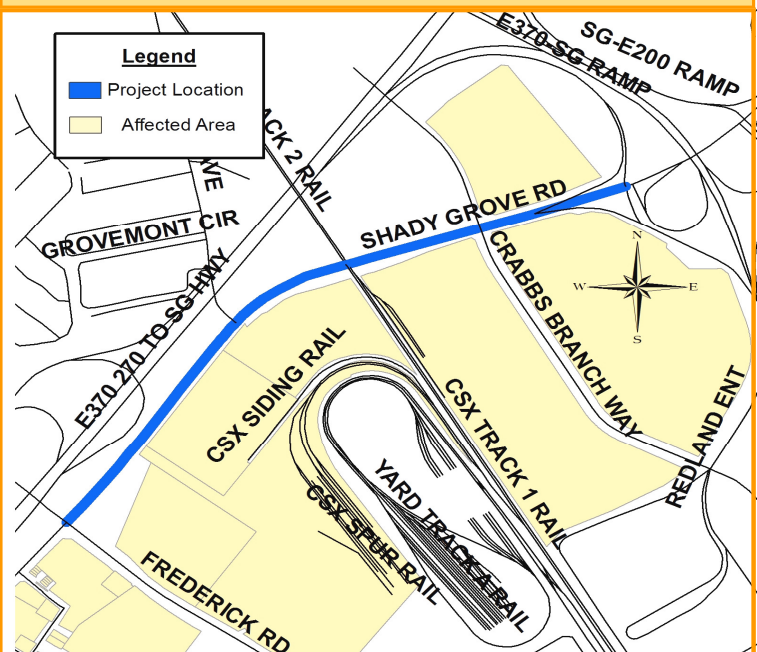 Legend
Project Location
Affected Area
E370-SG RAMP
SG-E200 RAMP
ACK 2 RAIL
VE
GROVEMONT CIR
SHADY GROVE RD
E370 270 TO SG HWY
CRABBS BRANCH WAY
N
W
E
S
CSX SIDING RAIL
CSX TRACK 1 RAIL
REDLAND ENT
YARD TRACK A RAIL
CSX SPUR RAIL
FREDERICK RD